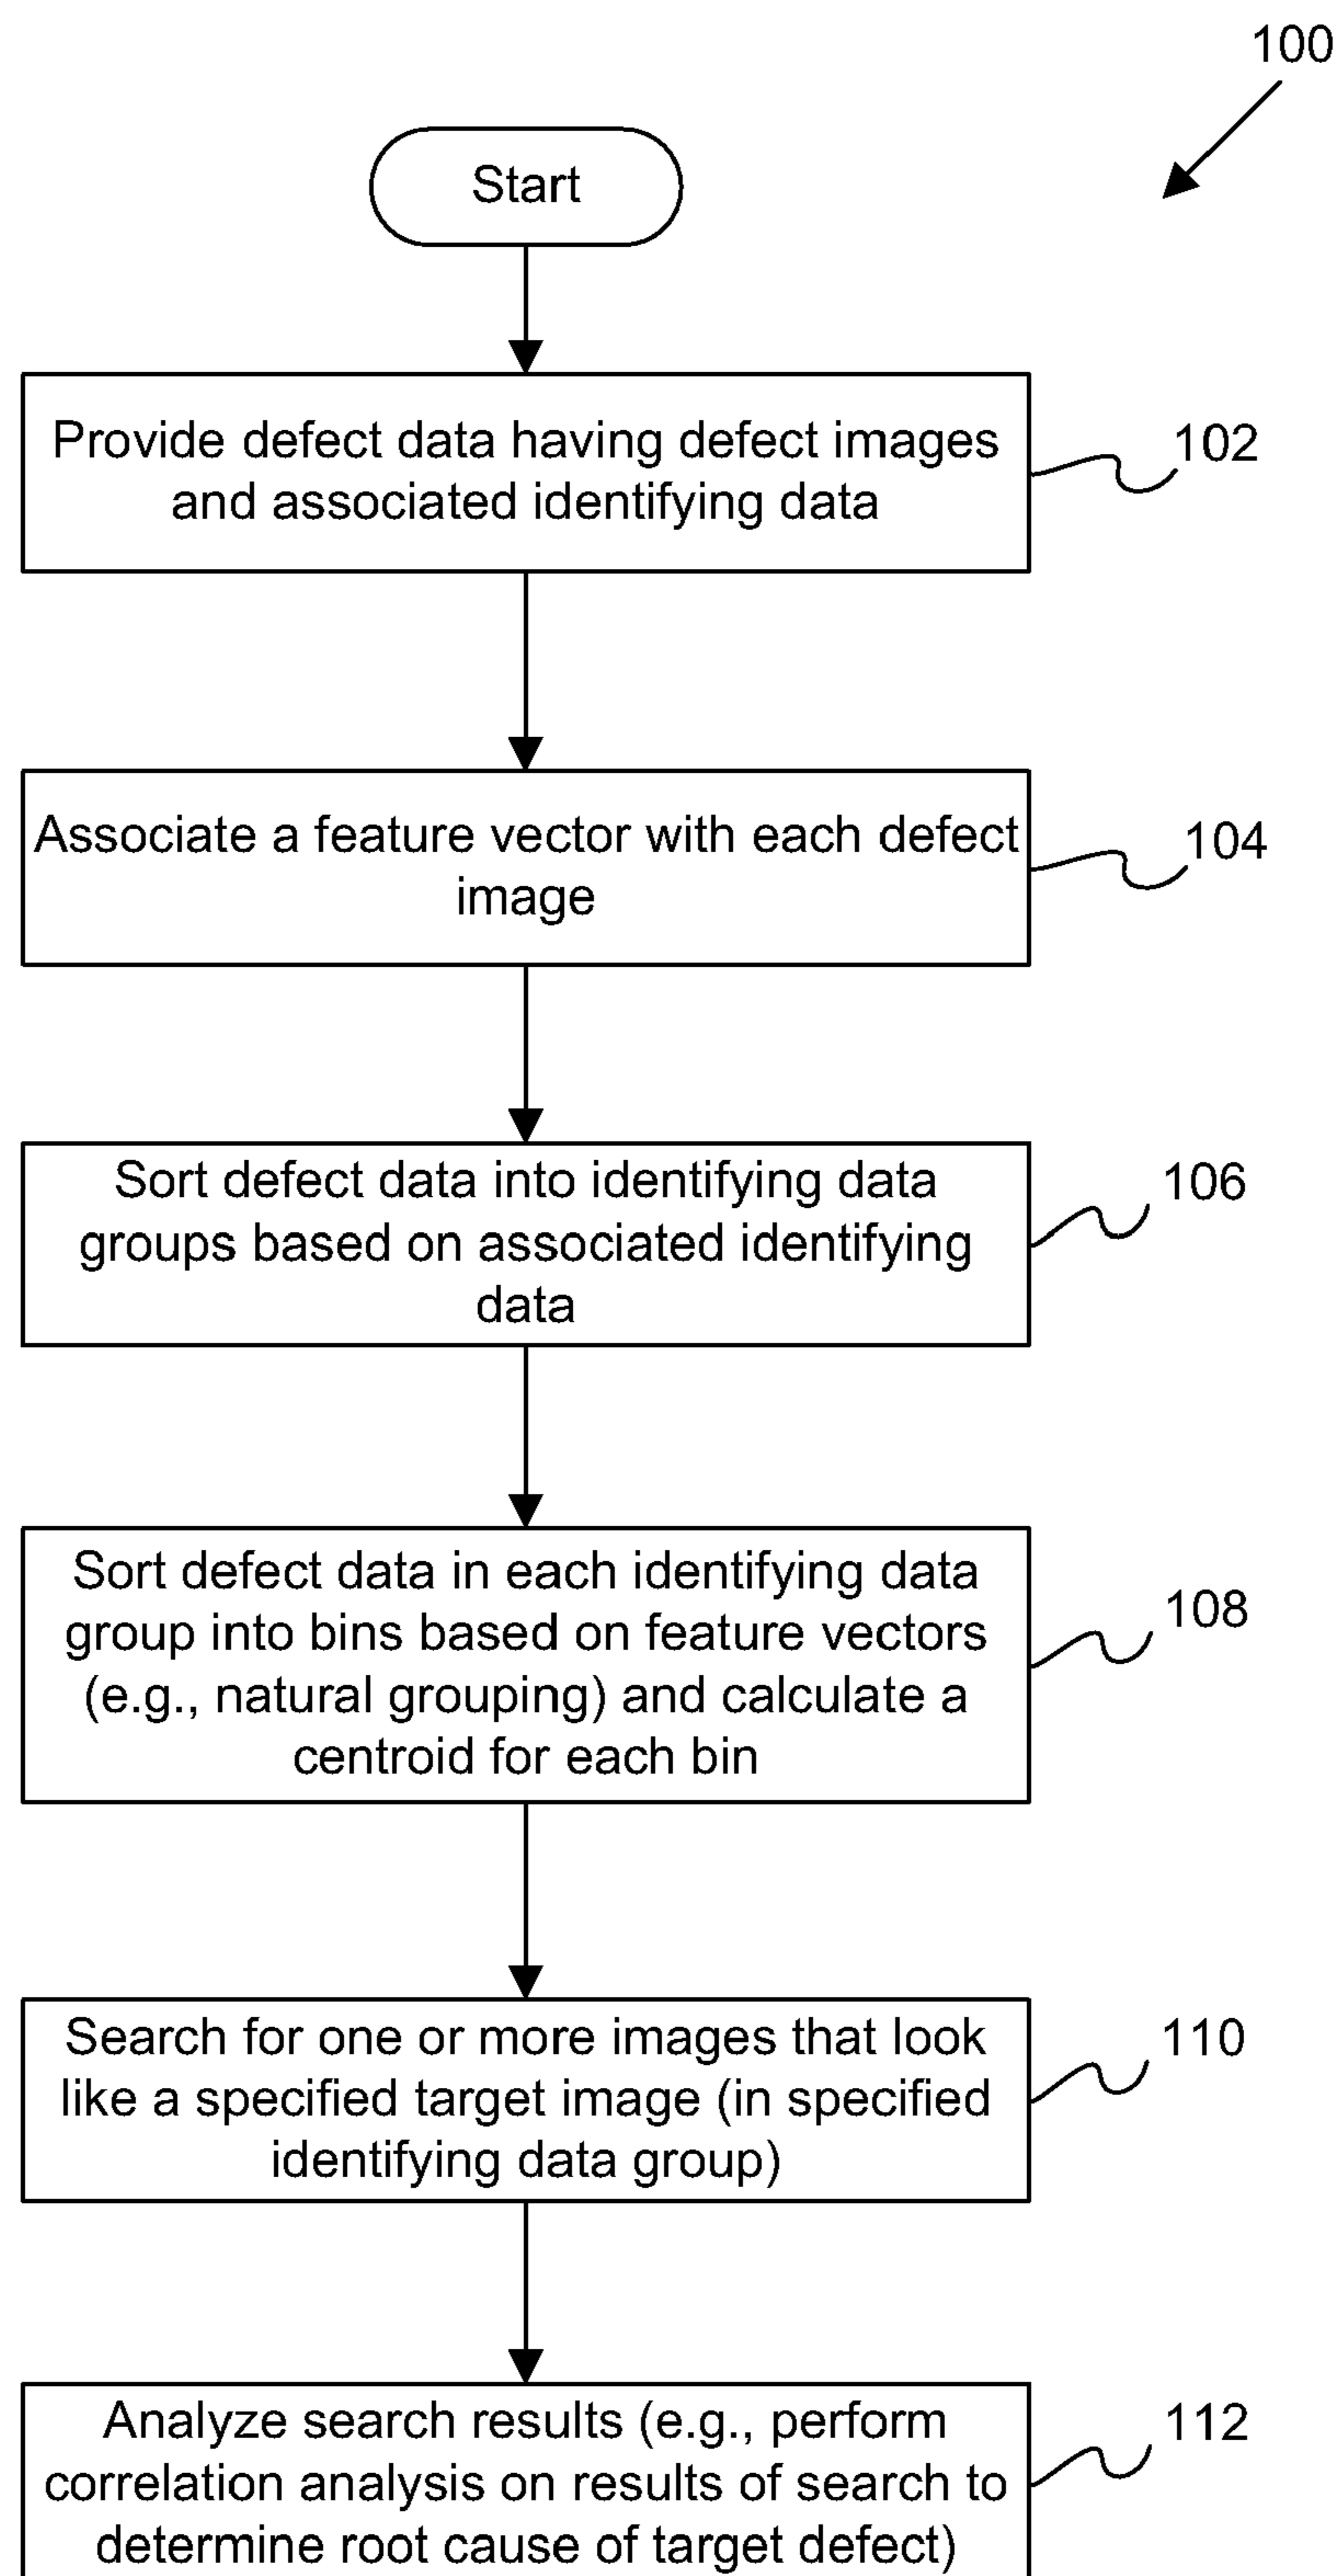 100
Start
Provide defect data having defect images
and associated identifying data
102
Associate a feature vector with each defect
image
104
Sort defect data into identifying data
groups based on associated identifying
data
106
Sort defect data in each identifying data
group into bins based on feature vectors
(e.g., natural grouping) and calculate a
centroid for each bin
108
Search for one or more images that look
like a specified target image (in specified
identifying data group)
110
Analyze search results (e.g., perform
correlation analysis on results of search to
determine root cause of target defect)
112